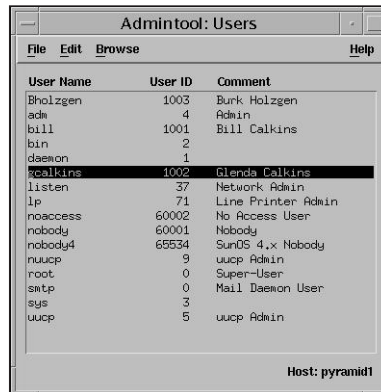 Admintool: Users
File Edit Browse Help
User Name User ID Comment
Bholzgen 1003 Burk Holzgen
adm 4 Admin
bill 1001 Bill Calkins
bin 2
daemon 1
gcalkins 1002 Glenda Calkins
listen 37 Network Admin
lp 71 Line Printer Admin
noaccess 60002 No Access User
nobody 60001 Nobody
nobody4 65534 SunOS 4.x Nobody
nuucp 9 uucp Admin
root 0 Super-User
smtp 0 Mail Daemon User
sys 3
uucp 5 uucp Admin
Host: pyramid1